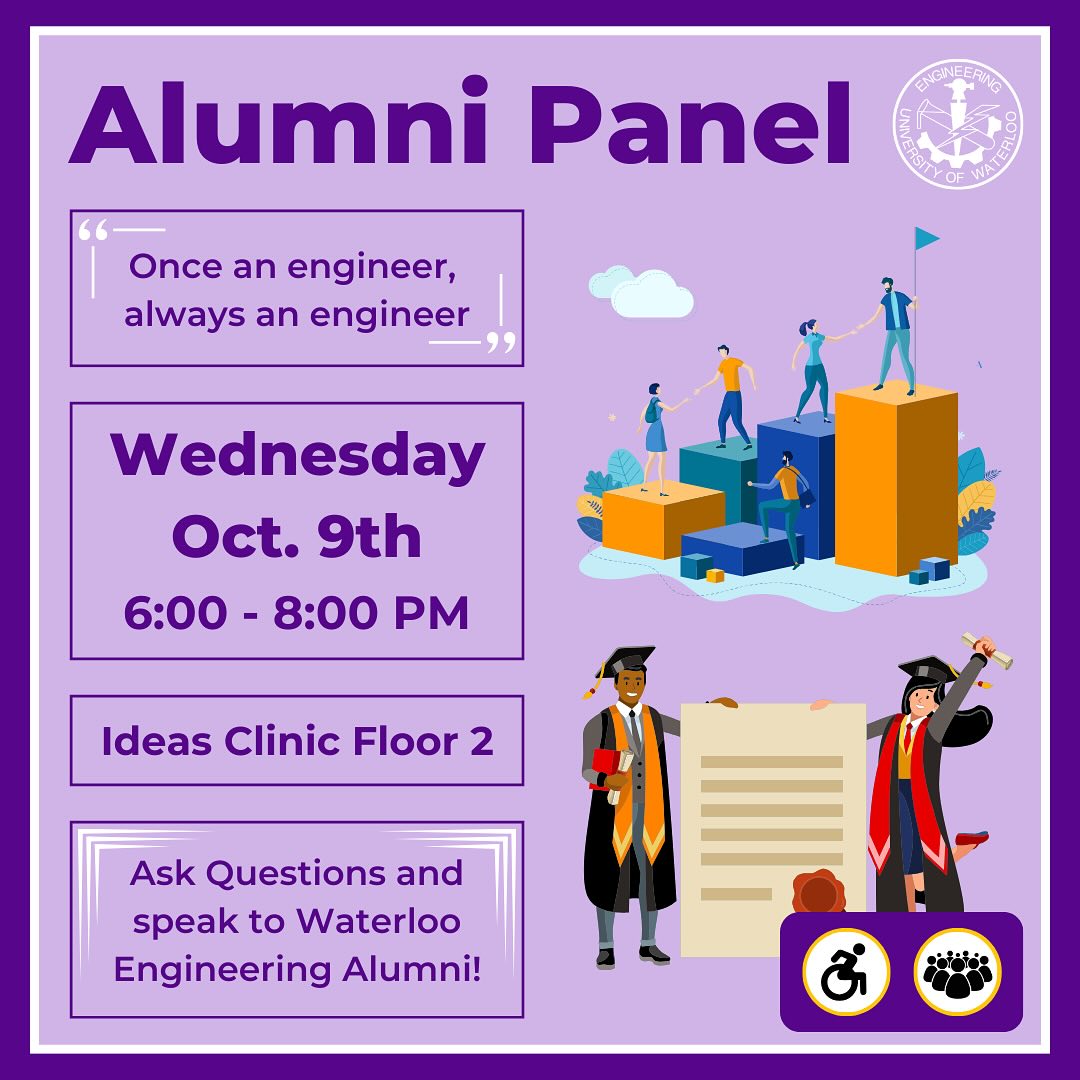 Alumni Panel
ENGINEERING
UNIVERSITY OF WATERLOO
“Once an engineer,
always an engineer”
Wednesday
Oct. 9th
6:00 - 8:00 PM
Ideas Clinic Floor 2
Ask Questions and
speak to Waterloo
Engineering Alumni!